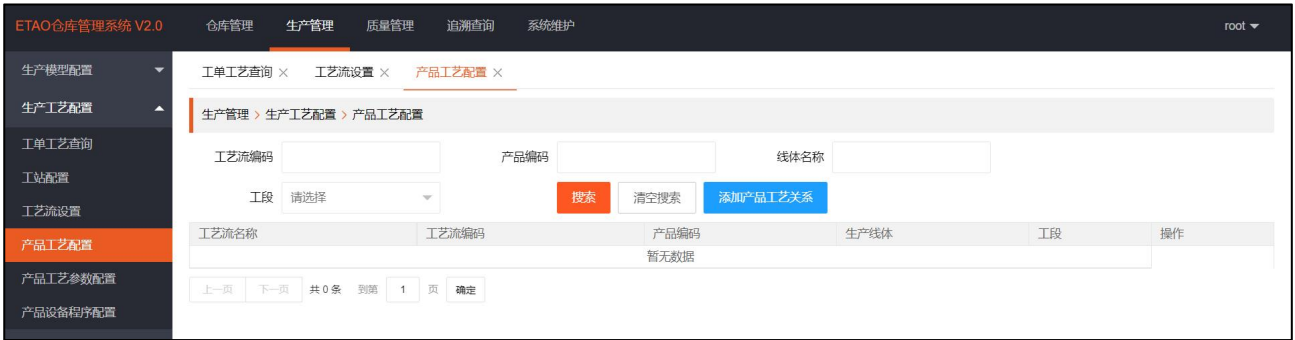 ETAO仓库管理系统 V2.0 仓库管理 生产管理 质量管理 追溯查询 系统维护 root
生产模型配置
生产工艺配置
工单工艺查询
工站配置
工艺流设置
产品工艺配置
产品工艺参数配置
产品设备程序配置
工单工艺查询 × 工艺流设置 × 产品工艺配置 ×
生产管理 > 生产工艺配置 > 产品工艺配置
工艺流编码 产品编码 线体名称
工段 请选择 搜索 清空搜索 添加产品工艺关系
工艺流名称 工艺流编码 产品编码 生产线体 工段 操作
暂无数据
上一页 下一页 共 0 条 到第 1 页 确定